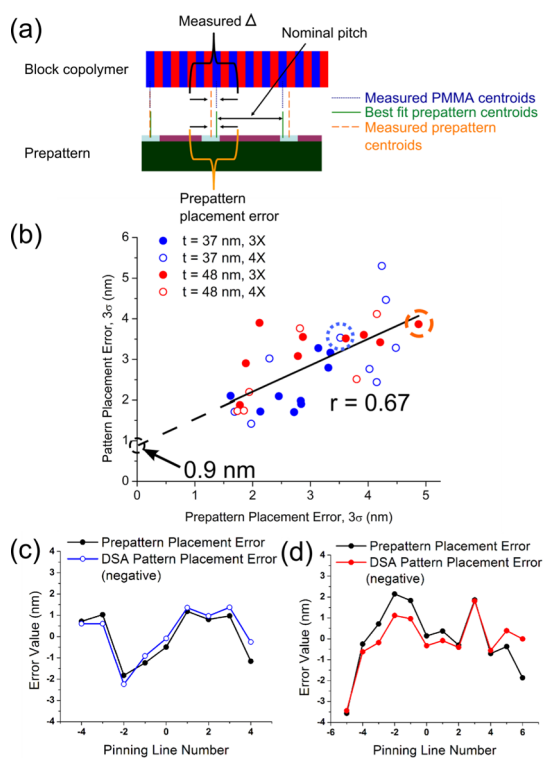 (a)
Measured Δ
Nominal pitch
Block copolymer
Measured PMMA centroids
Best fit prepattern centroids
Measured prepattern
centroids
Prepattern
Prepattern
placement error
(b)
Pattern Placement Error, 3σ (nm)
6
5
4
3
2
1
0
t = 37 nm, 3X
t = 37 nm, 4X
t = 48 nm, 3X
t = 48 nm, 4X
r = 0.67
0.9 nm
0 1 2 3 4 5
Prepattern Placement Error, 3σ (nm)
(c)
Prepattern Placement Error
DSA Pattern Placement Error
(negative)
Error Value (nm)
4
3
2
1
0
-1
-2
-3
-4
-4 -2 0 2 4
Pinning Line Number
(d)
Prepattern Placement Error
DSA Pattern Placement Error
(negative)
Error Value (nm)
4
3
2
1
0
-1
-2
-3
-4
-6 -4 -2 0 2 4 6
Pinning Line Number